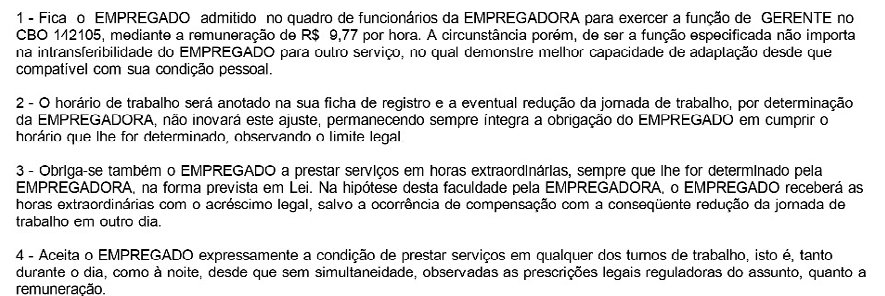 1 - Fica o EMPREGADO admitido no quadro de funcionários da EMPREGADORA para exercer a função de GERENTE no
CBO 142105, mediante a remuneração de R$ 9,77 por hora. A circunstância porém, de ser a função especificada não importa
na intransferibilidade do EMPREGADO para outro serviço, no qual demonstre melhor capacidade de adaptação desde que
compatível com sua condição pessoal.
2 - O horário de trabalho será anotado na sua ficha de registro e a eventual redução da jornada de trabalho, por determinação
da EMPREGADORA, não inovará este ajuste, permanecendo sempre íntegra a obrigação do EMPREGADO em cumprir o
horário que lhe for determinado, observando o limite legal.
3 - Obriga-se também o EMPREGADO a prestar serviços em horas extraordinárias, sempre que lhe for determinado pela
EMPREGADORA, na forma prevista em Lei. Na hipótese desta faculdade pela EMPREGADORA, o EMPREGADO receberá as
horas extraordinárias com o acréscimo legal, salvo a ocorrência de compensação com a conseqüente redução da jornada de
trabalho em outro dia.
4 - Aceita o EMPREGADO expressamente a condição de prestar serviços em qualquer dos turnos de trabalho, isto é, tanto
durante o dia, como à noite, desde que sem simultaneidade, observadas as prescrições legais reguladoras do assunto, quanto a
remuneração.